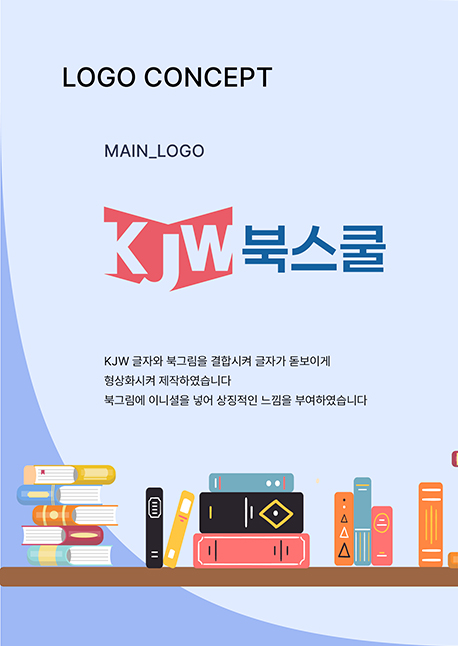 LOGO CONCEPT
MAIN_LOGO
KJW 북스쿨
KJW 글자와 북그림을 결합시켜 글자가 돋보이게
형상화시켜 제작하였습니다
북그림에 이니셜을 넣어 상징적인 느낌을 부여하였습니다